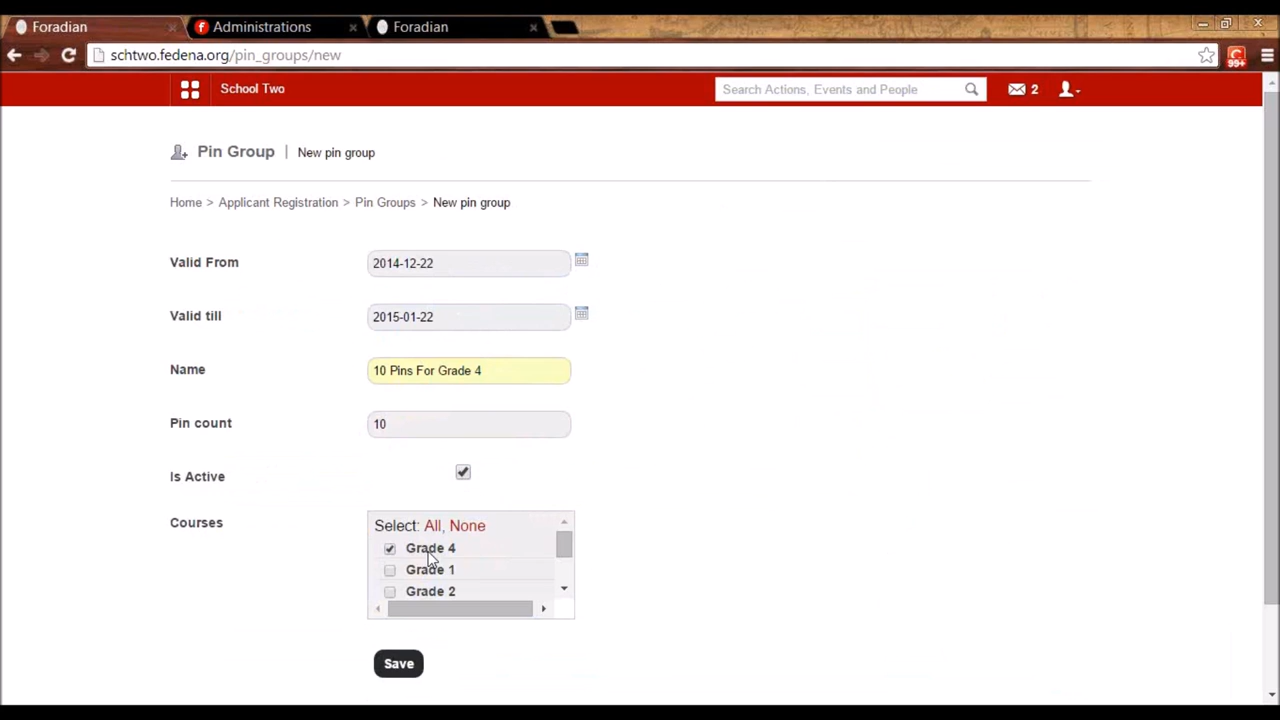 Foradian
Administrations
Foradian
schtwo.fedena.org/pin_groups/new
99+
School Two
Search Actions, Events and People
2
Pin Group | New pin group
Home > Applicant Registration > Pin Groups > New pin group
Valid From
2014-12-22
Valid till
2015-01-22
Name
10 Pins For Grade 4
Pin count
10
Is Active
Courses
Select: All, None
Grade 4
Grade 1
Grade 2
Save